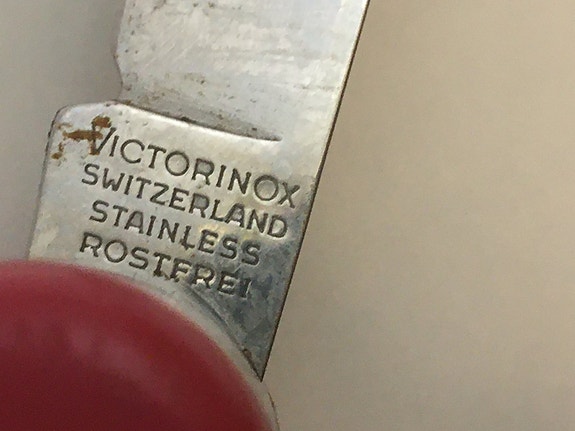 VICTORINOX
SWITZERLAND
STAINLESS
ROSTFREI